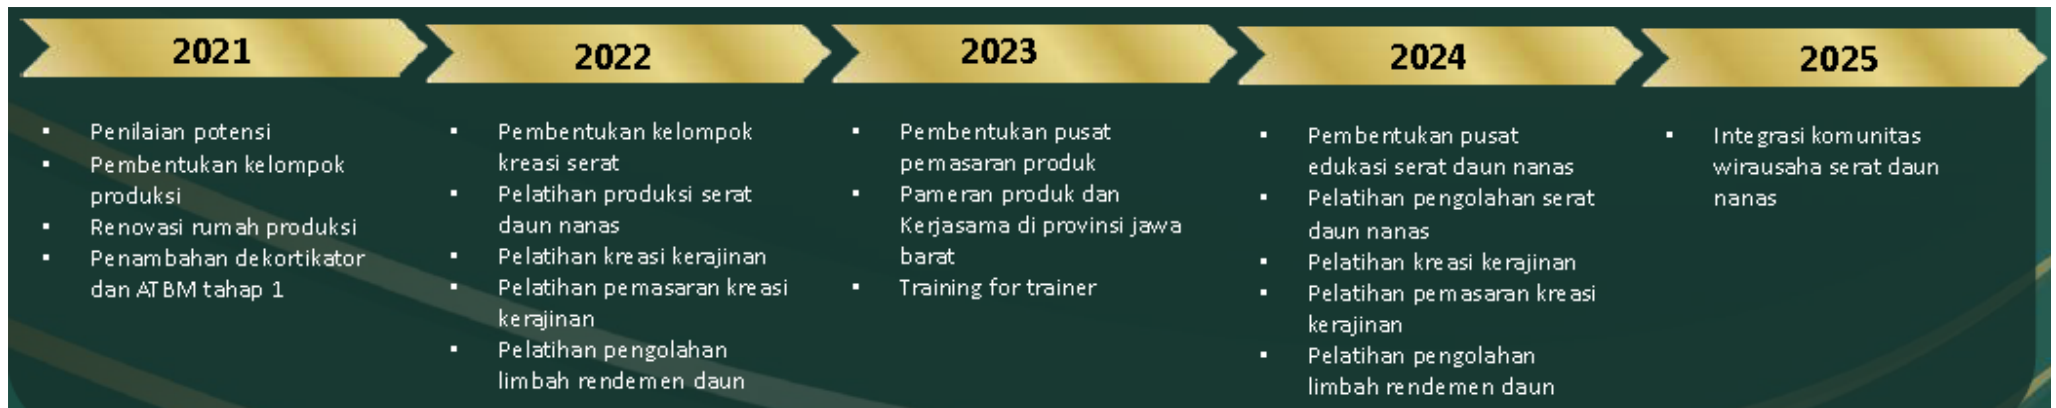 2021
▪ Penilaian potensi
▪ Pembentukan kelompok
produksi
▪ Renovasi rumah produksi
▪ Penambahan dekortikator
dan ATBM tahap 1
2022
▪ Pembentukan kelompok
kreasi serat
▪ Pelatihan produksi serat
daun nanas
▪ Pelatihan kreasi kerajinan
▪ Pelatihan pemasaran kreasi
kerajinan
▪ Pelatihan pengolahan
limbah rendemen daun
2023
▪ Pembentukan pusat
pemasaran produk
▪ Pameran produk dan
Kerjasama di provinsi jawa
barat
▪ Training for trainer
2024
▪ Pembentukan pusat
edukasi serat daun nanas
▪ Pelatihan pengolahan serat
daun nanas
▪ Pelatihan kreasi kerajinan
▪ Pelatihan pemasaran kreasi
kerajinan
▪ Pelatihan pengolahan
limbah rendemen daun
2025
▪ Integrasi komunitas
wirausaha serat daun
nanas